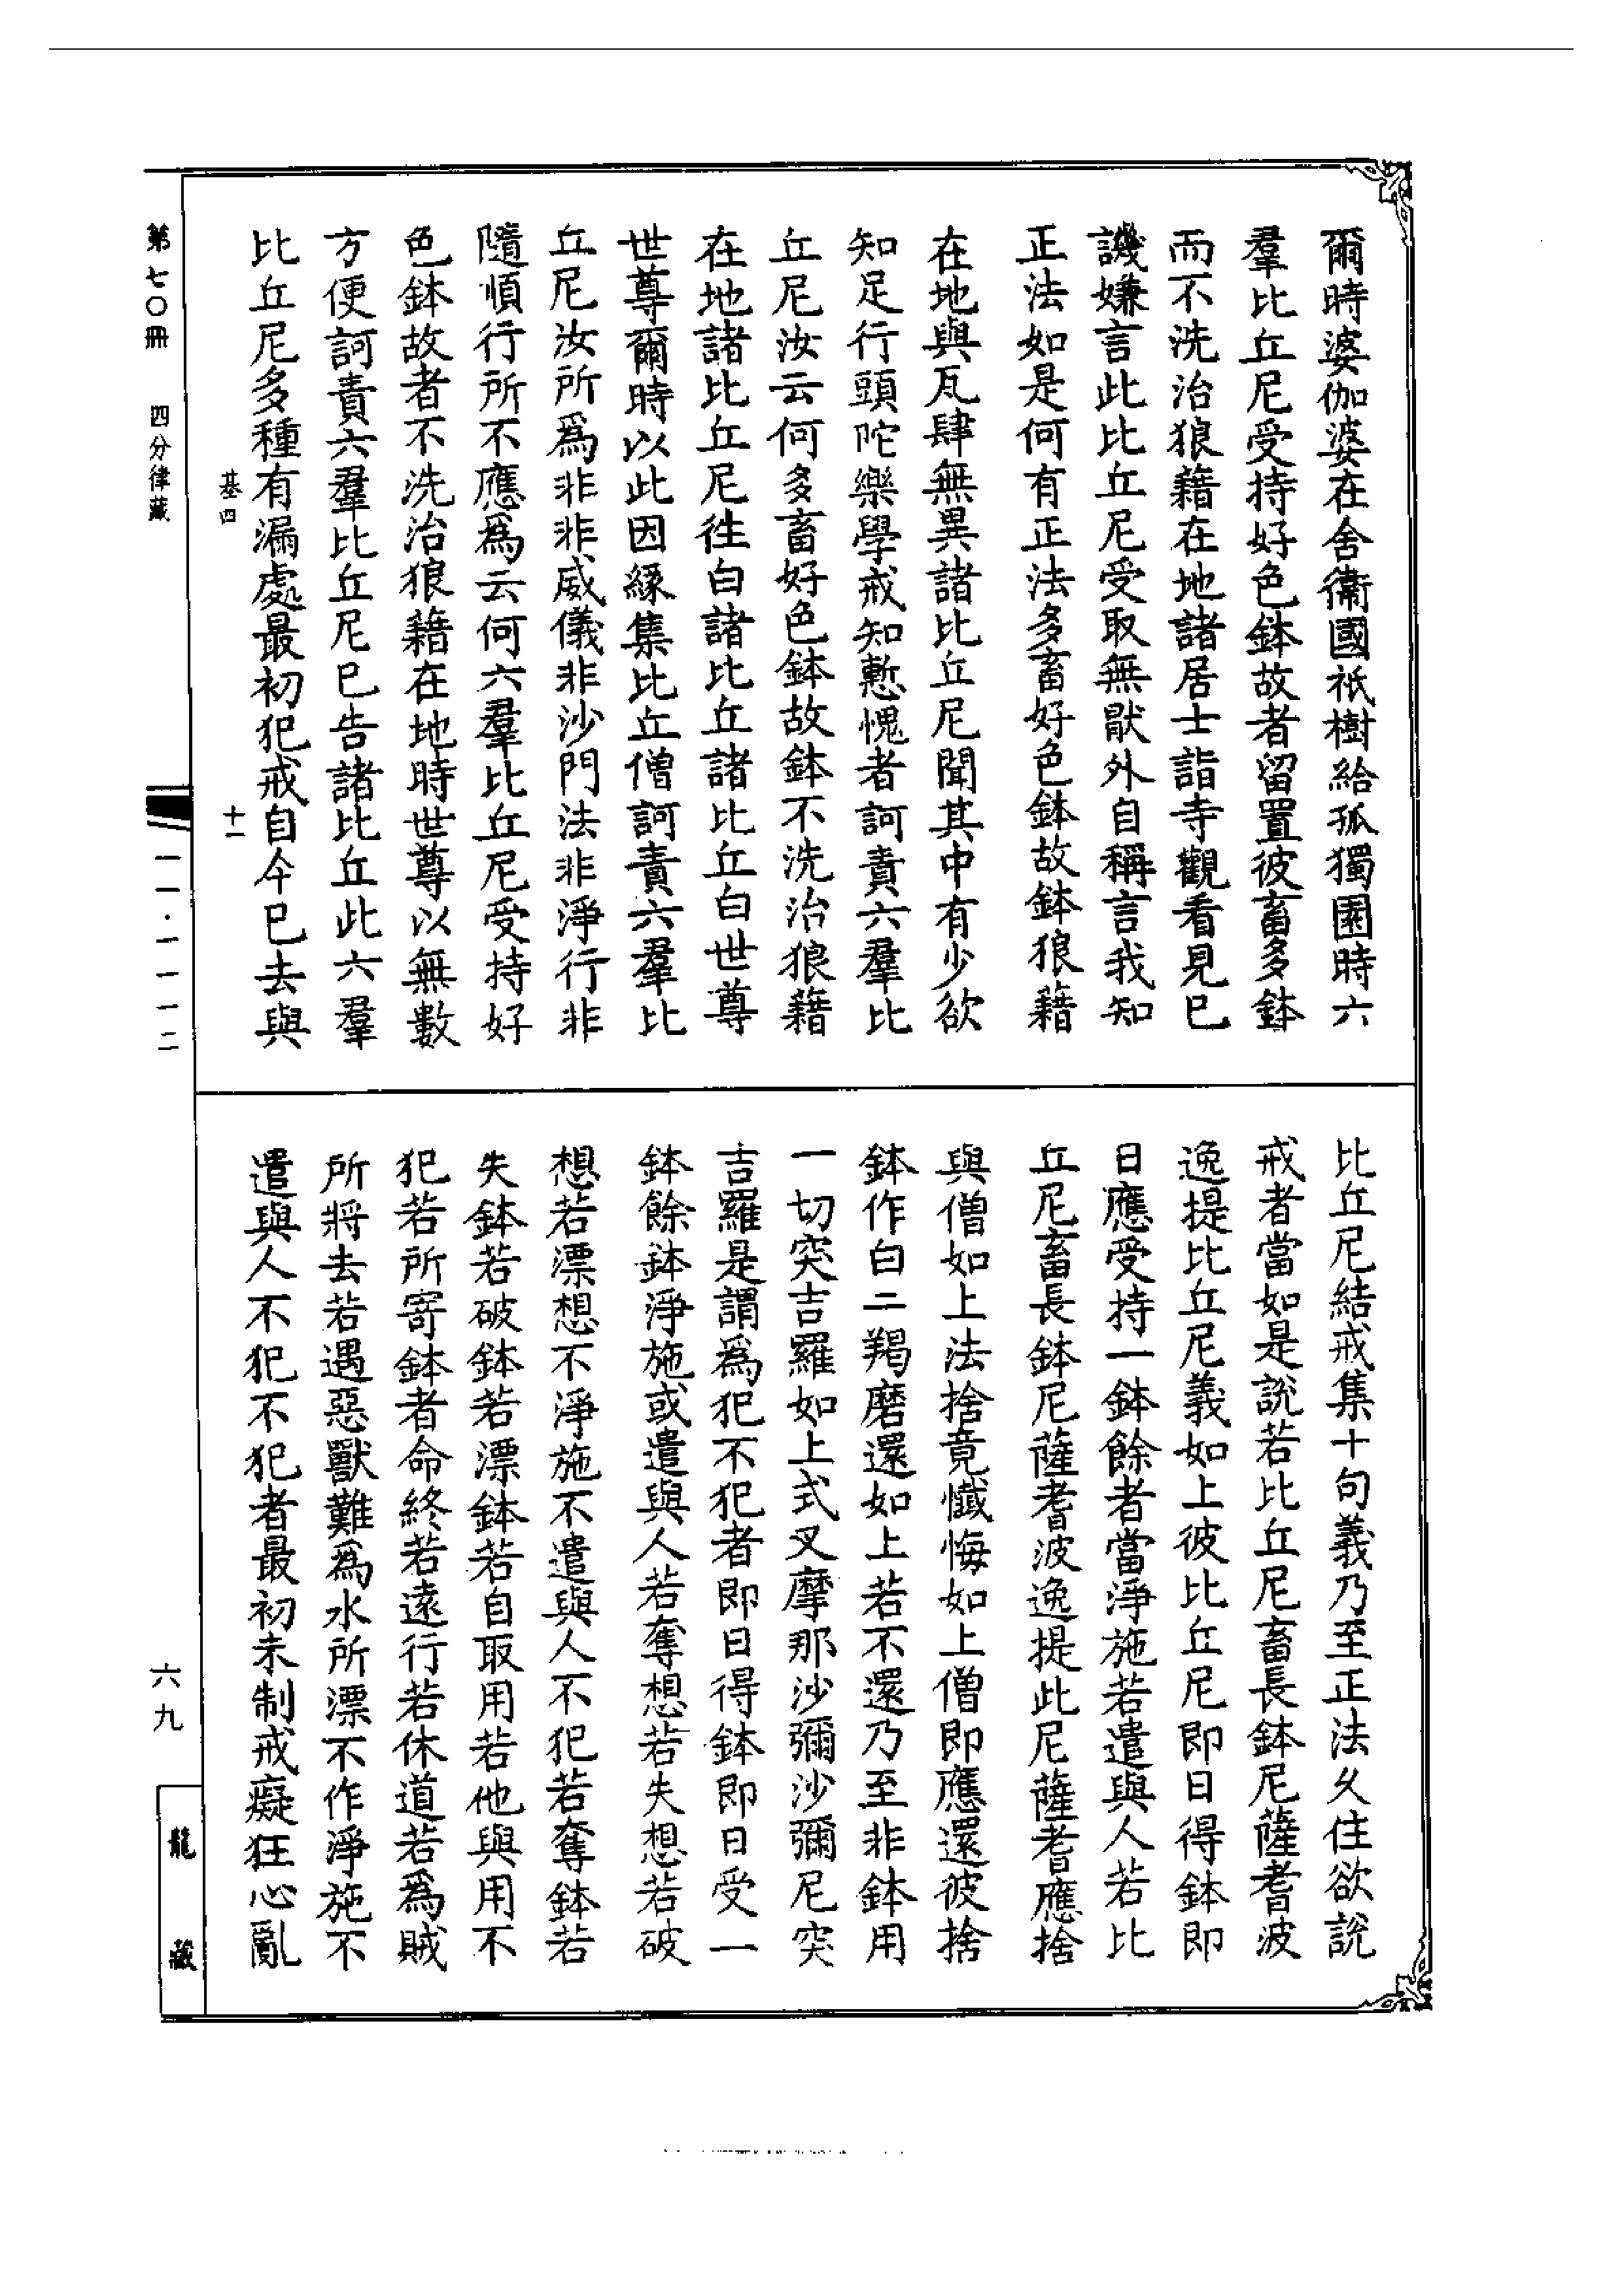 爾時婆伽婆在舍衞國祇樹給孤獨園時六
羣比丘尼受持好色鉢故者留置彼畜多鉢
而不洗治狼藉在地諸居士詣寺觀看見巳
譏嫌言此比丘尼受取無厭外自稱言我知
正法如是何有正法多畜好色鉢故鉢狼藉
在地與瓦肆無異諸比丘尼聞其中有少欲
知足行頭陀樂學戒知慙愧者訶責六羣比
丘尼汝云何多畜好色鉢故鉢不洗治狼藉
在地諸比丘尼往白諸比丘諸比丘白世尊
世尊爾時以此因緣集比丘僧訶責六羣比
丘尼汝所爲非非威儀非沙門法非淨行非
隨順行所不應爲云何六羣比丘尼受持好
色鉢故者不洗治狼藉在地時世尊以無數
方便訶責六羣比丘尼巳告諸比丘此六羣
比丘尼多種有漏處最初犯戒自今巳去與
比丘尼結戒集十句義乃至正法久住欲說
戒者當如是說若比丘尼畜長鉢尼薩耆波
逸提比丘尼義如上彼比丘尼即日得鉢即
日應受持一鉢餘者當淨施若遣與人若比
丘尼畜長鉢尼薩耆波逸提此尼薩耆應捨
與僧如上法捨竟懺悔如上僧即應還彼捨
鉢作白二羯磨還如上若不還乃至非鉢用
一切突吉羅如上式叉摩那沙彌沙彌尼突
吉羅是謂爲犯不犯者即日得鉢即日受一
鉢餘鉢淨施或遣與人若奪想若失想若破
想若漂想不淨施不遣與人不犯若奪鉢若
失鉢若破鉢若漂鉢若自取用若他與用不
犯若所寄鉢者命終若遠行若休道若爲賊
所將去若遇惡獸難爲水所漂不作淨施不
遣與人不犯不犯者最初未制戒癡狂心亂
基四 十一
第七〇冊 四分律藏 一一·一一一二 六九
龍藏